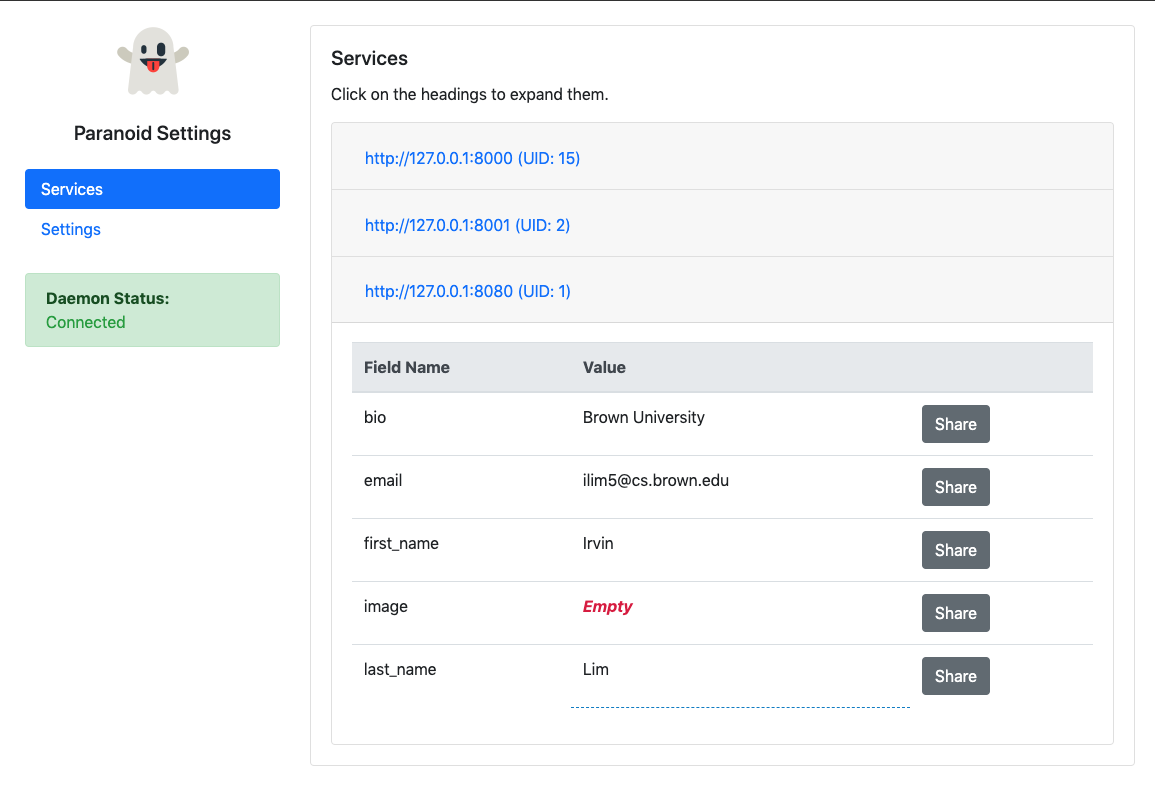 Paranoid Settings
Services
Settings
Daemon Status:
Connected
Services
Click on the headings to expand them.
http://127.0.0.1:8000 (UID: 15)
http://127.0.0.1:8001 (UID: 2)
http://127.0.0.1:8080 (UID: 1)
Field Name Value
bio Brown University Share
email ilim5@cs.brown.edu Share
first_name Irvin Share
image Empty Share
last_name Lim Share